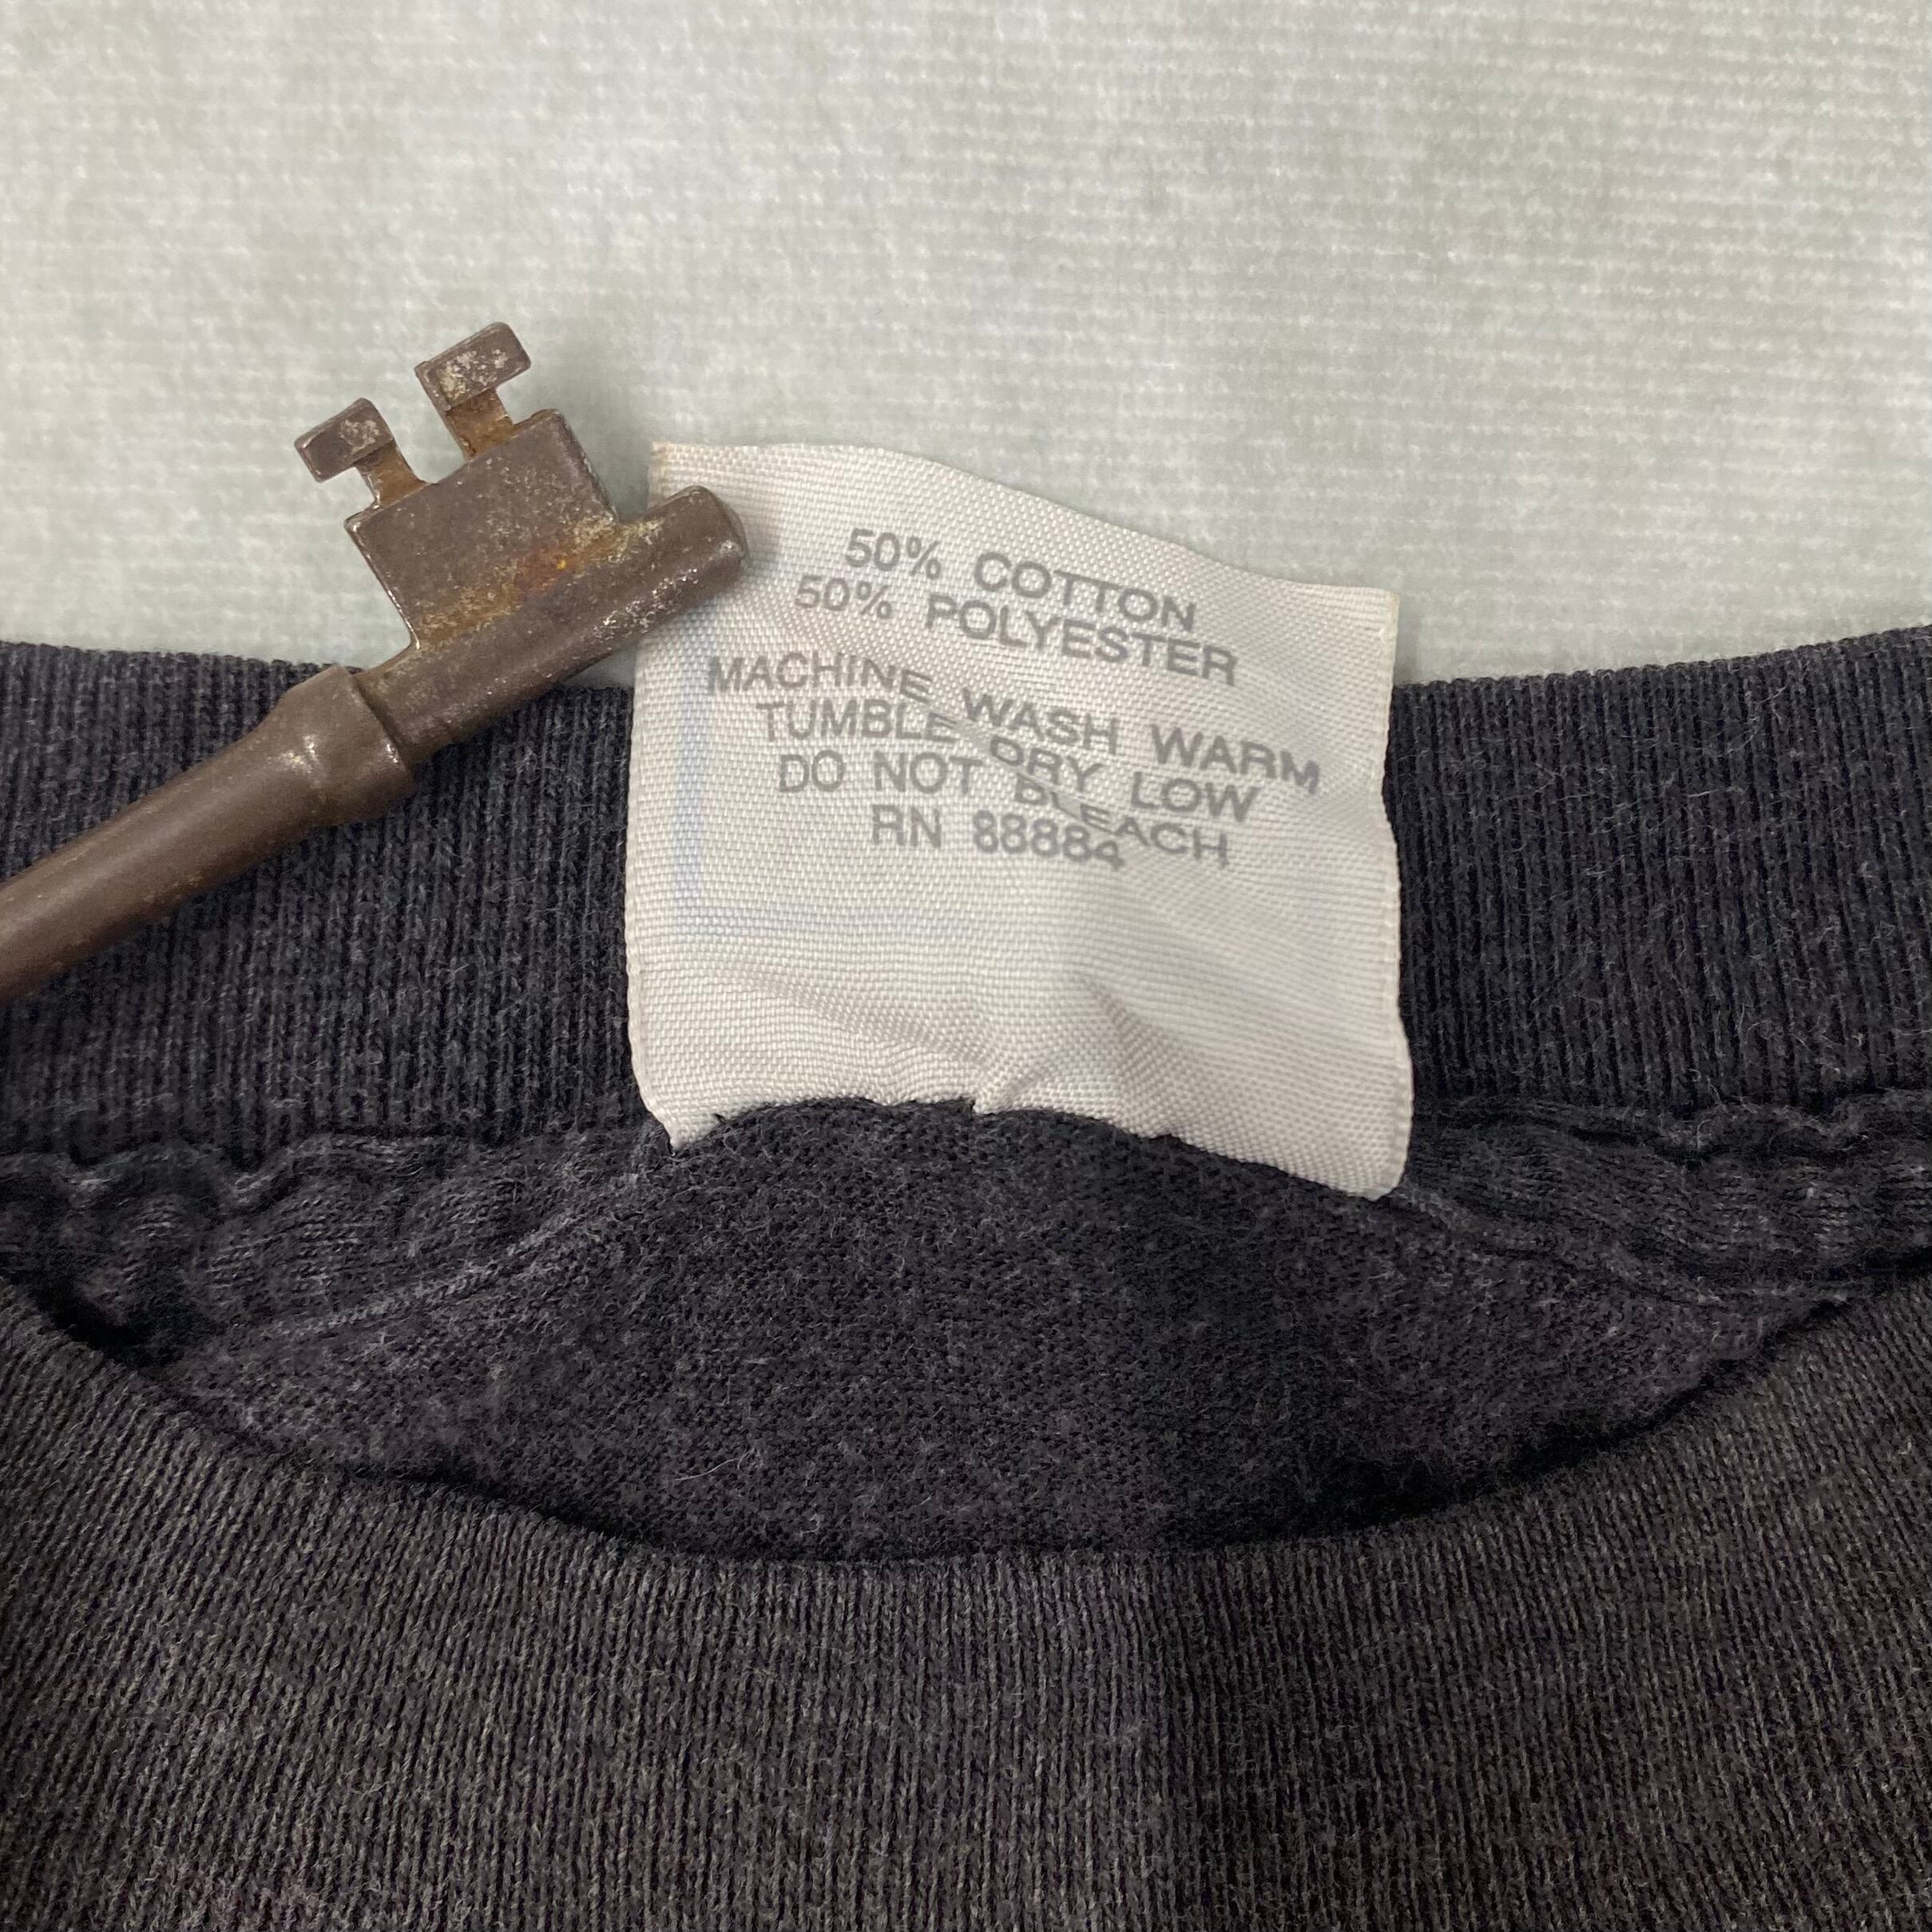 50% COTTON
50% POLYESTER
MACHINE WASH WARM
TUMBLE DRY LOW
DO NOT BLEACH
RN 88884